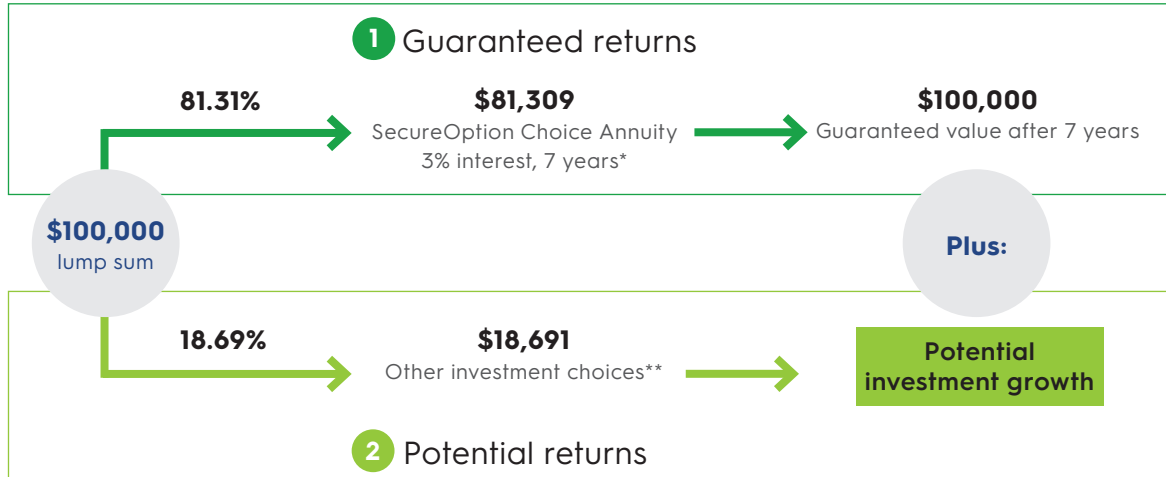 1 Guaranteed returns
81.31%
$81,309
SecureOption Choice Annuity
3% interest, 7 years*
$100,000
Guaranteed value after 7 years
$100,000
lump sum
Plus:
18.69%
$18,691
Other investment choices**
Potential
investment growth
2 Potential returns